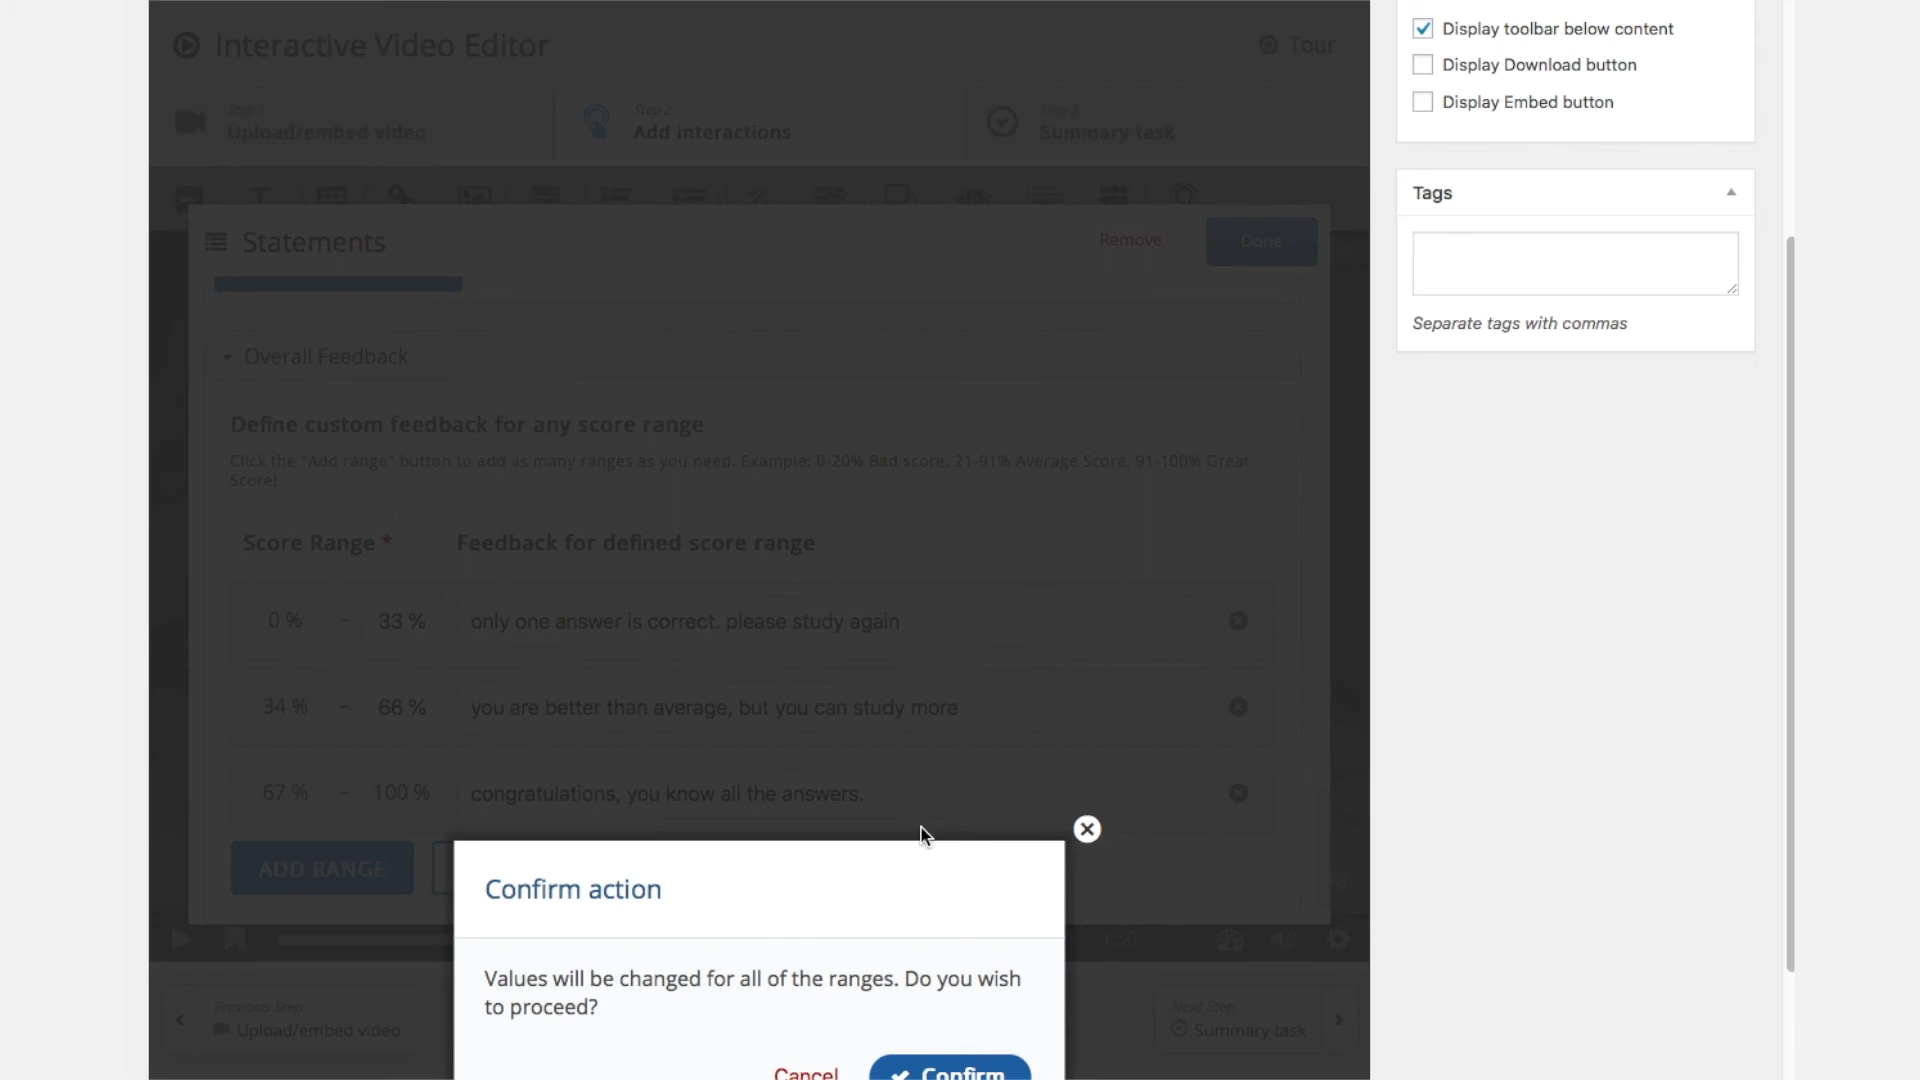 Interactive Video Editor
Tour
Step 1
Upload/embed video
Step 2
Add interactions
Step 3
Summary task
Statements
Remove
Done
Overall Feedback
Define custom feedback for any score range
Click the "Add range" button to add as many ranges as you need. Example: 0-20% Bad score, 21-91% Average Score, 91-100% Great
Score!
Score Range * Feedback for defined score range
0 % – 33 % only one answer is correct. please study again
34 % – 66 % you are better than average, but you can study more
67 % – 100 % congratulations, you know all the answers.
ADD RANGE
Confirm action
Values will be changed for all of the ranges. Do you wish
to proceed?
Cancel
Confirm
1:50
Previous Step
Upload/embed video
Next Step
Summary task
Display toolbar below content
Display Download button
Display Embed button
Tags
Separate tags with commas